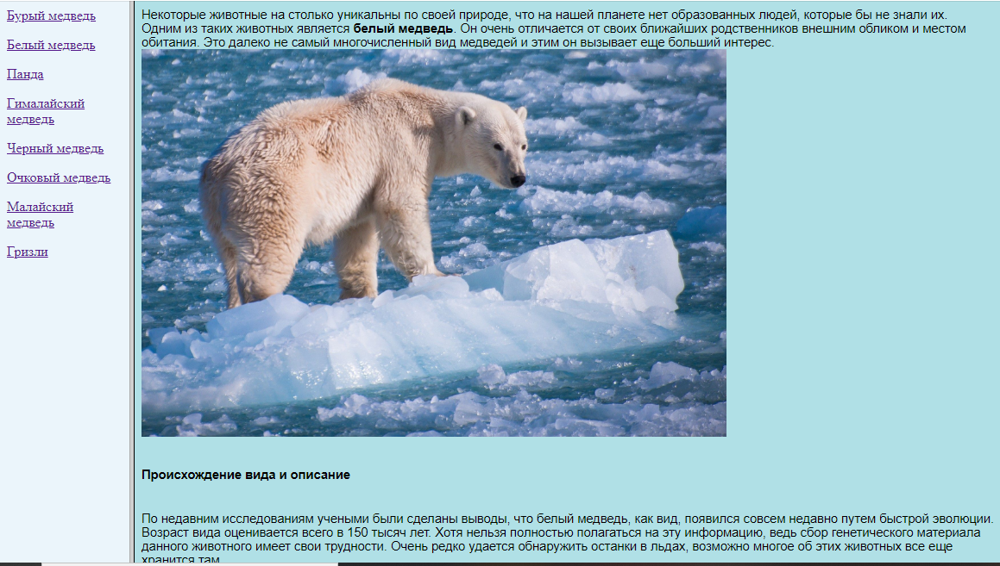 Бурый медведь
Белый медведь
Панда
Гималайский
медведь
Черный медведь
Очковый медведь
Малайский
медведь
Гризли
Некоторые животные на столько уникальны по своей природе, что на нашей планете нет образованных людей, которые бы не знали их.
Одним из таких животных является белый медведь. Он очень отличается от своих ближайших родственников внешним обликом и местом
обитания. Это далеко не самый многочисленный вид медведей и этим он вызывает еще больший интерес.
Происхождение вида и описание
По недавним исследованиям учеными были сделаны выводы, что белый медведь, как вид, появился совсем недавно путем быстрой эволюции.
Возраст вида оценивается всего в 150 тысяч лет. Хотя нельзя полностью полагаться на эту информацию, ведь сбор генетического материала
данного животного имеет свои трудности. Очень редко удается обнаружить останки в льдах, возможно многое об этих животных все еще
хранится там